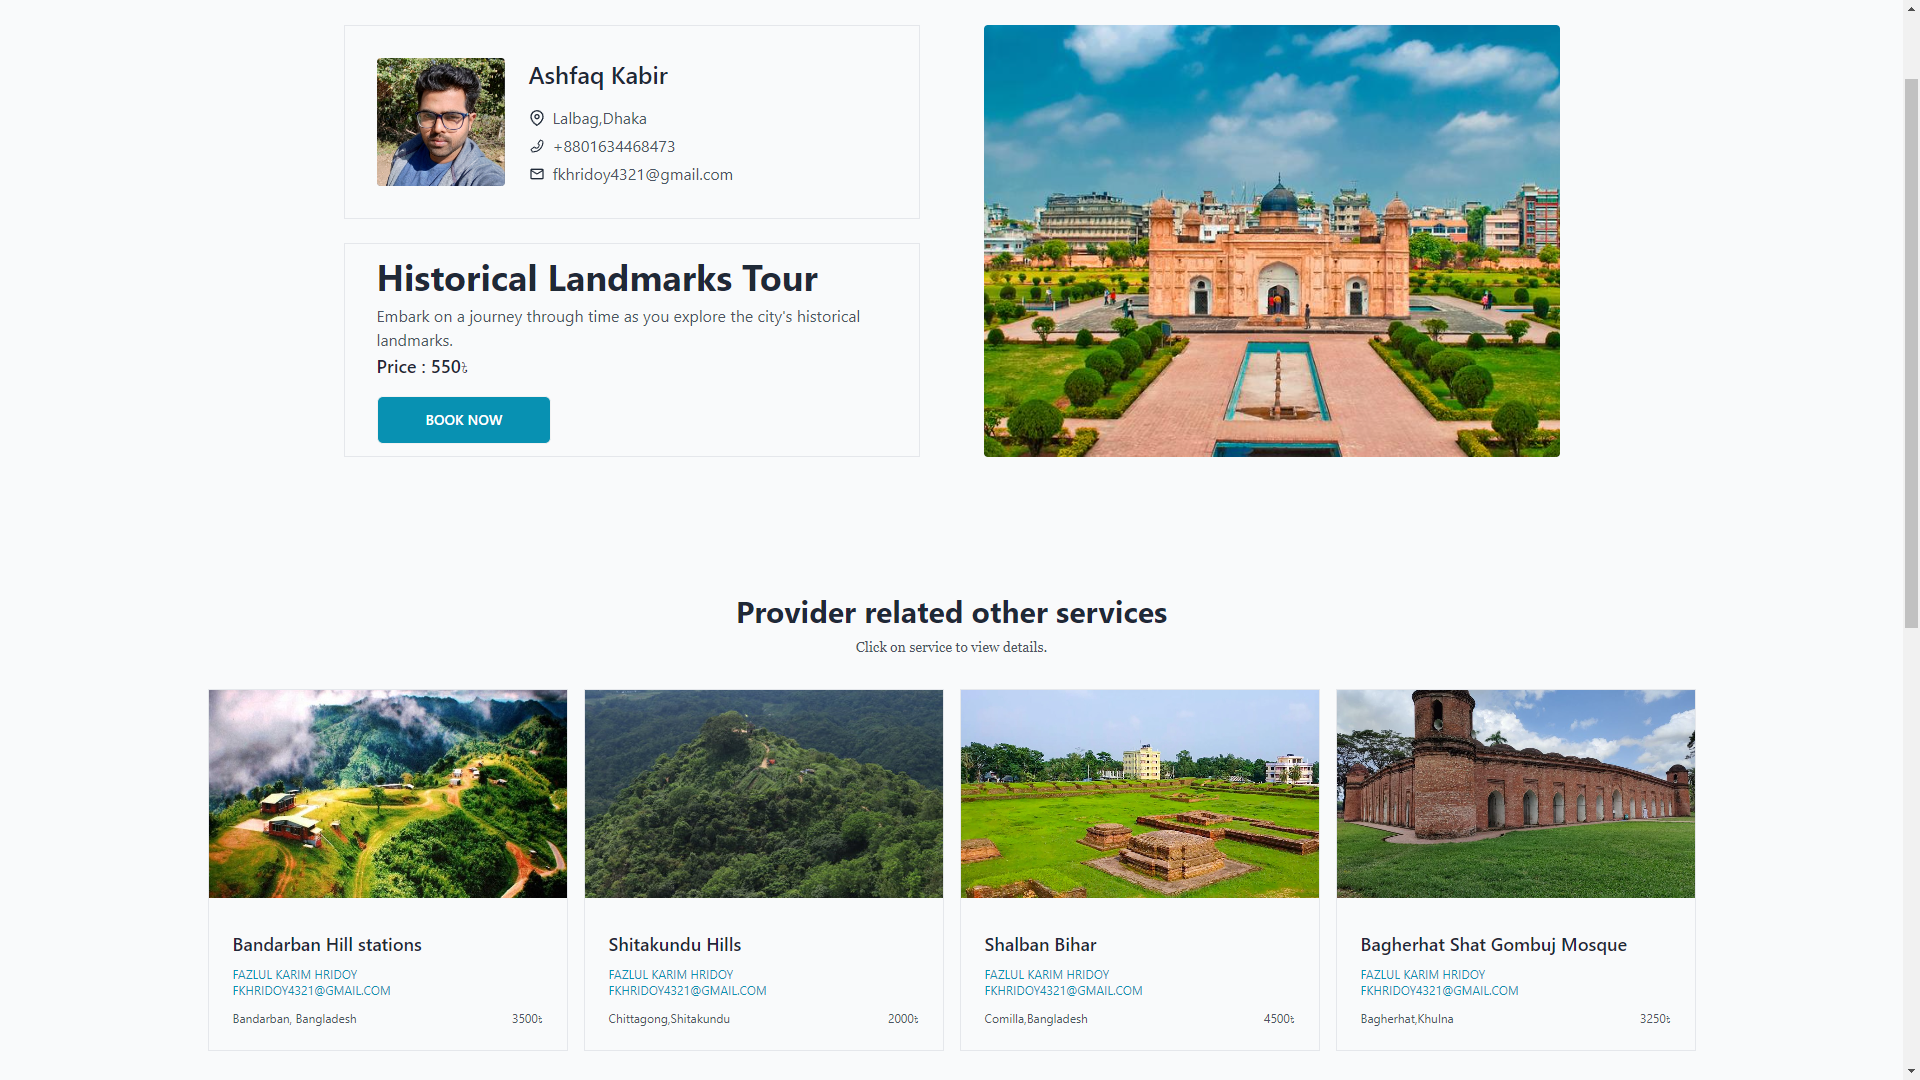 Ashfaq Kabir
Lalbag,Dhaka
+8801634468473
fkhridoy4321@gmail.com
Historical Landmarks Tour
Embark on a journey through time as you explore the city's historical
landmarks.
Price : 550৳
BOOK NOW
Provider related other services
Click on service to view details.
Bandarban Hill stations
FAZLUL KARIM HRIDOY
FKHRIDOY4321@GMAIL.COM
Bandarban, Bangladesh 3500৳
Shitakundu Hills
FAZLUL KARIM HRIDOY
FKHRIDOY4321@GMAIL.COM
Chittagong,Shitakundu 2000৳
Shalban Bihar
FAZLUL KARIM HRIDOY
FKHRIDOY4321@GMAIL.COM
Comilla,Bangladesh 4500৳
Bagherhat Shat Gombuj Mosque
FAZLUL KARIM HRIDOY
FKHRIDOY4321@GMAIL.COM
Bagherhat,Khulna 3250৳